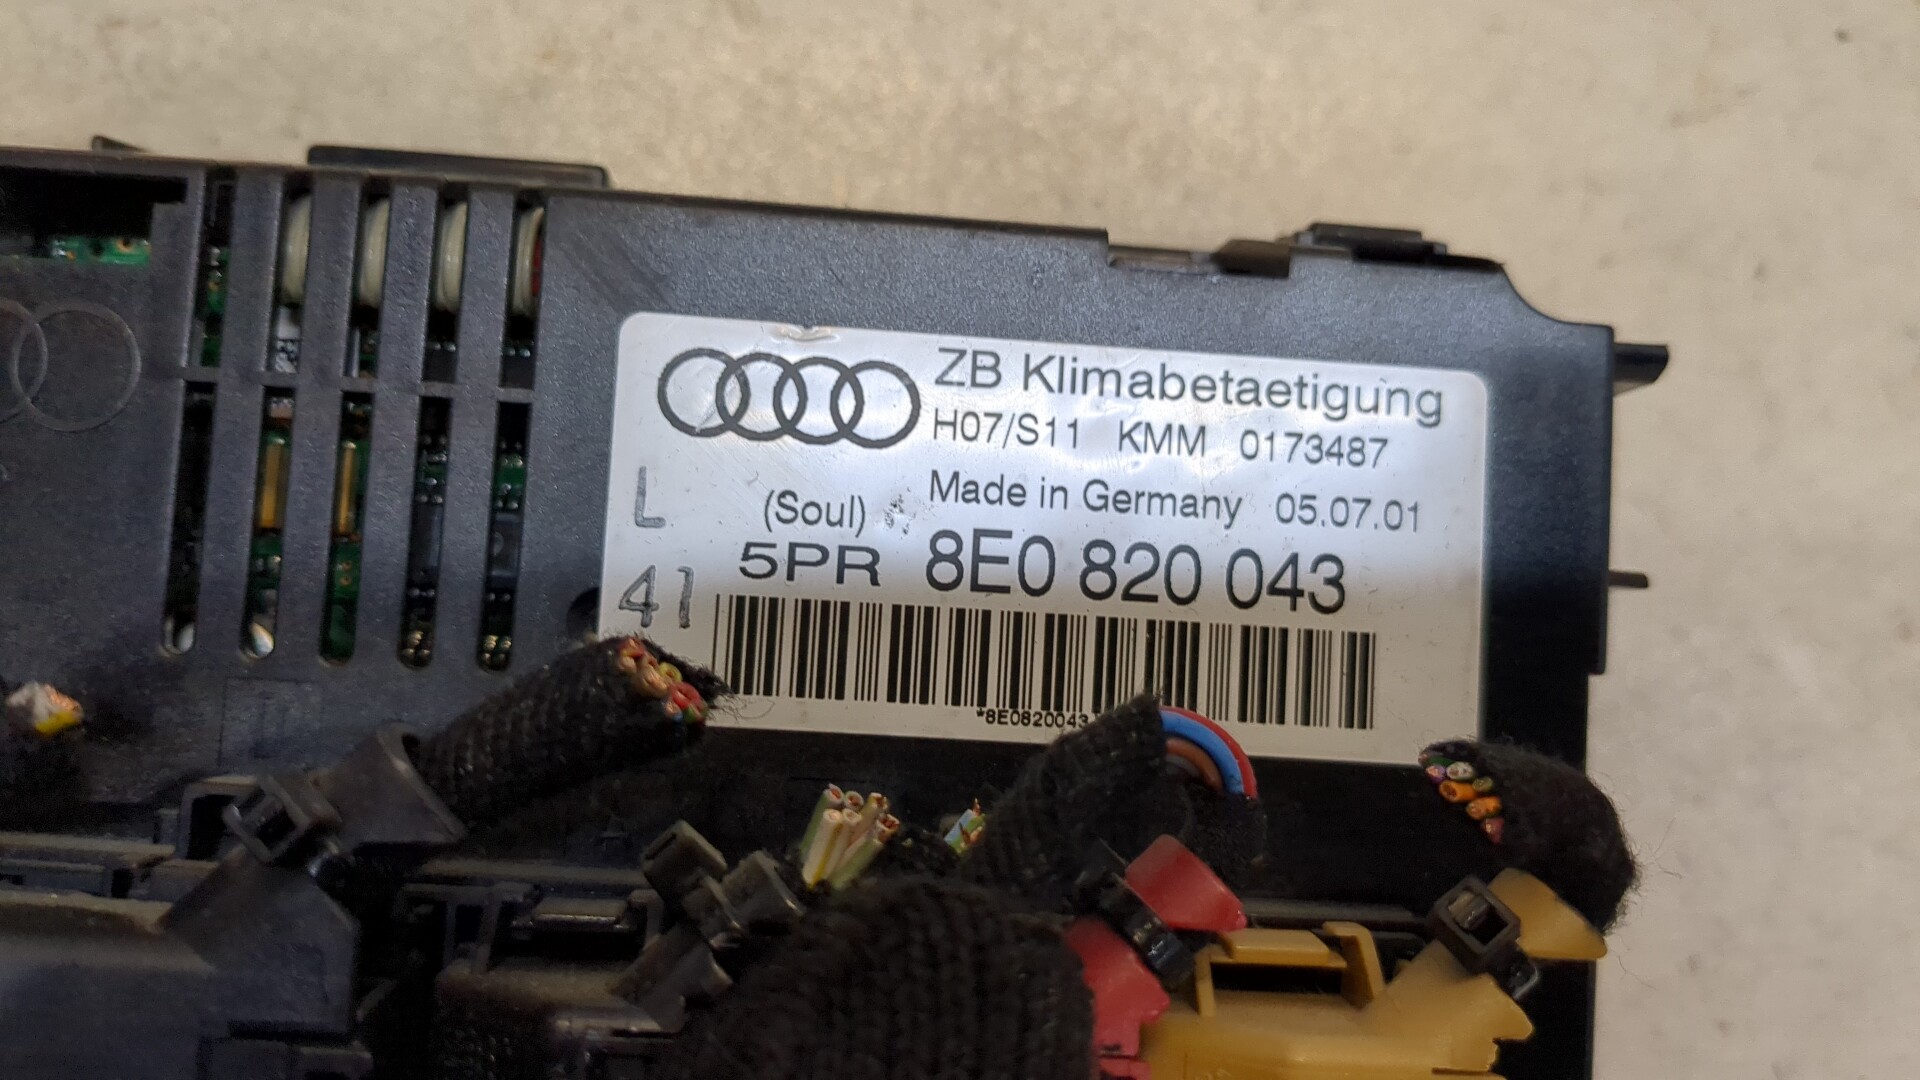 ZB Klimabetaetigung
H07/S11 KMM 0173487
Made in Germany 05.07.01
L (Soul)
5PR 8E0 820 043
41
*8E0820043